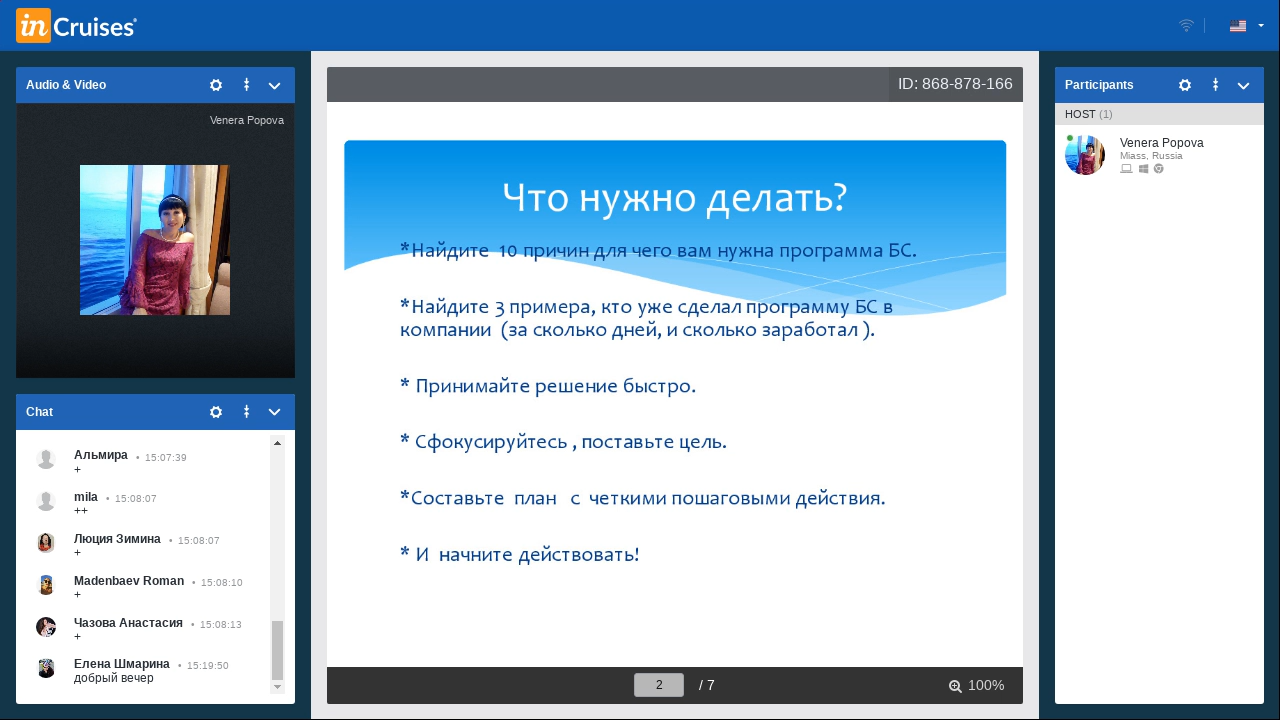 in Cruises®
Audio & Video
Venera Popova
Chat
Альмира • 15:07:39
+
mila • 15:08:07
++
Люция Зимина • 15:08:07
+
Madenbaev Roman • 15:08:10
+
Чазова Анастасия • 15:08:13
+
Елена Шмарина • 15:19:50
добрый вечер
ID: 868-878-166
Что нужно делать?
*Найдите 10 причин для чего вам нужна программа БС.
*Найдите 3 примера, кто уже сделал программу БС в
компании (за сколько дней, и сколько заработал ).
* Принимайте решение быстро.
* Сфокусируйтесь , поставьте цель.
*Составьте план с четкими пошаговыми действия.
* И начните действовать!
2 / 7
100%
Participants
HOST (1)
Venera Popova
Miass, Russia